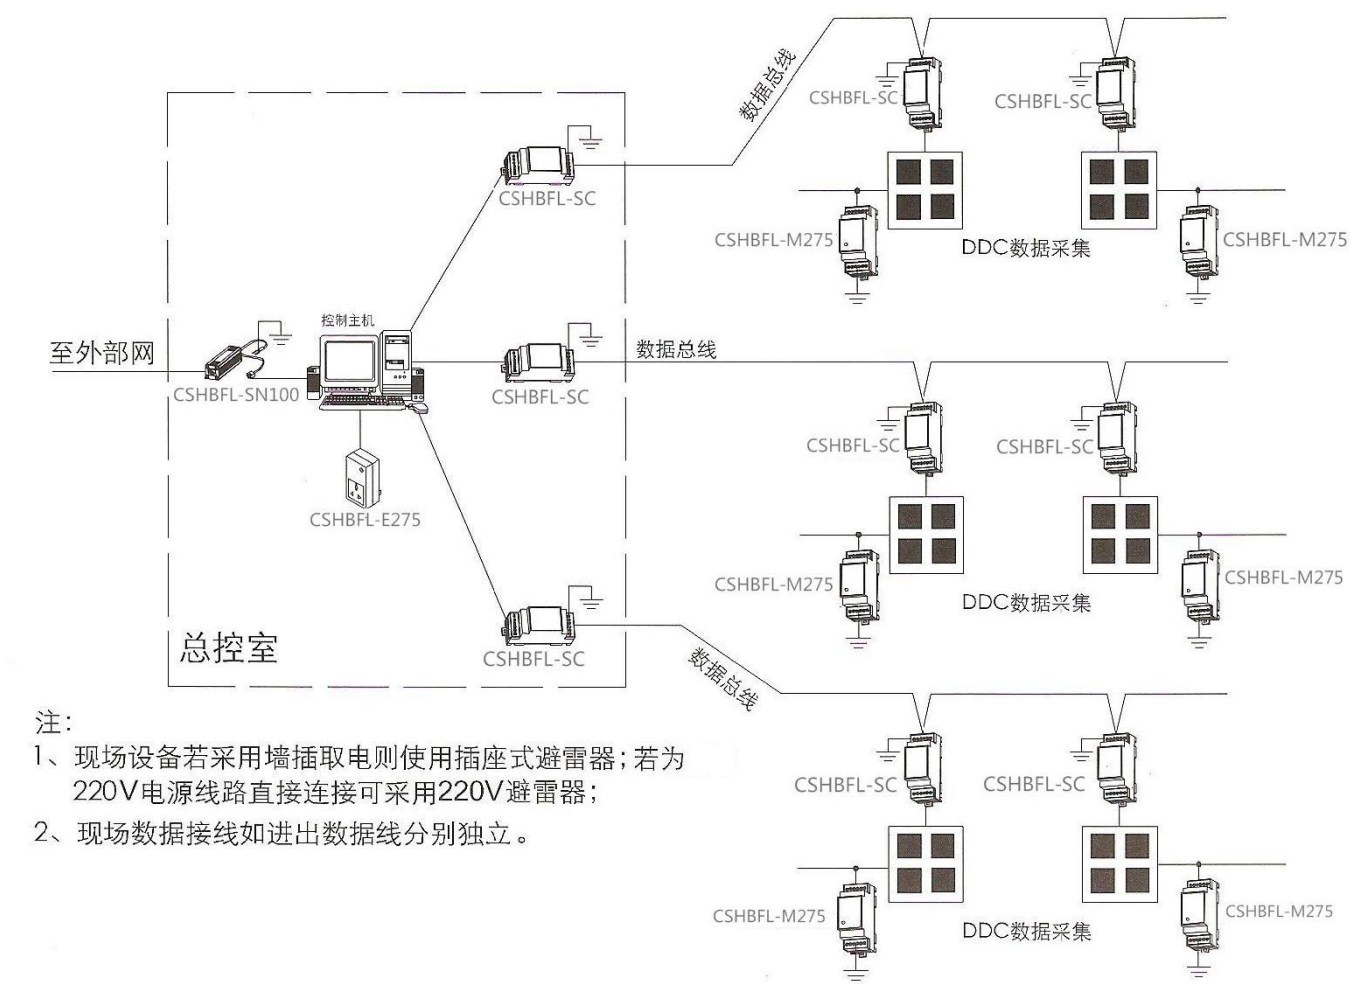 数据总线
CSHBFL-SC
CSHBFL-SC
CSHBFL-SC
CSHBFL-M275
DDC数据采集
CSHBFL-M275
控制主机
至外部网
CSHBFL-SN100
CSHBFL-SC
数据总线
CSHBFL-SC
CSHBFL-SC
CSHBFL-E275
CSHBFL-M275
DDC数据采集
CSHBFL-M275
总控室
CSHBFL-SC
数据总线
CSHBFL-SC
CSHBFL-SC
CSHBFL-M275
DDC数据采集
CSHBFL-M275
注：
1、现场设备若采用墙插取电则使用插座式避雷器；若为
220V电源线路直接连接可采用220V避雷器；
2、现场数据接线如进出数据线分别独立。